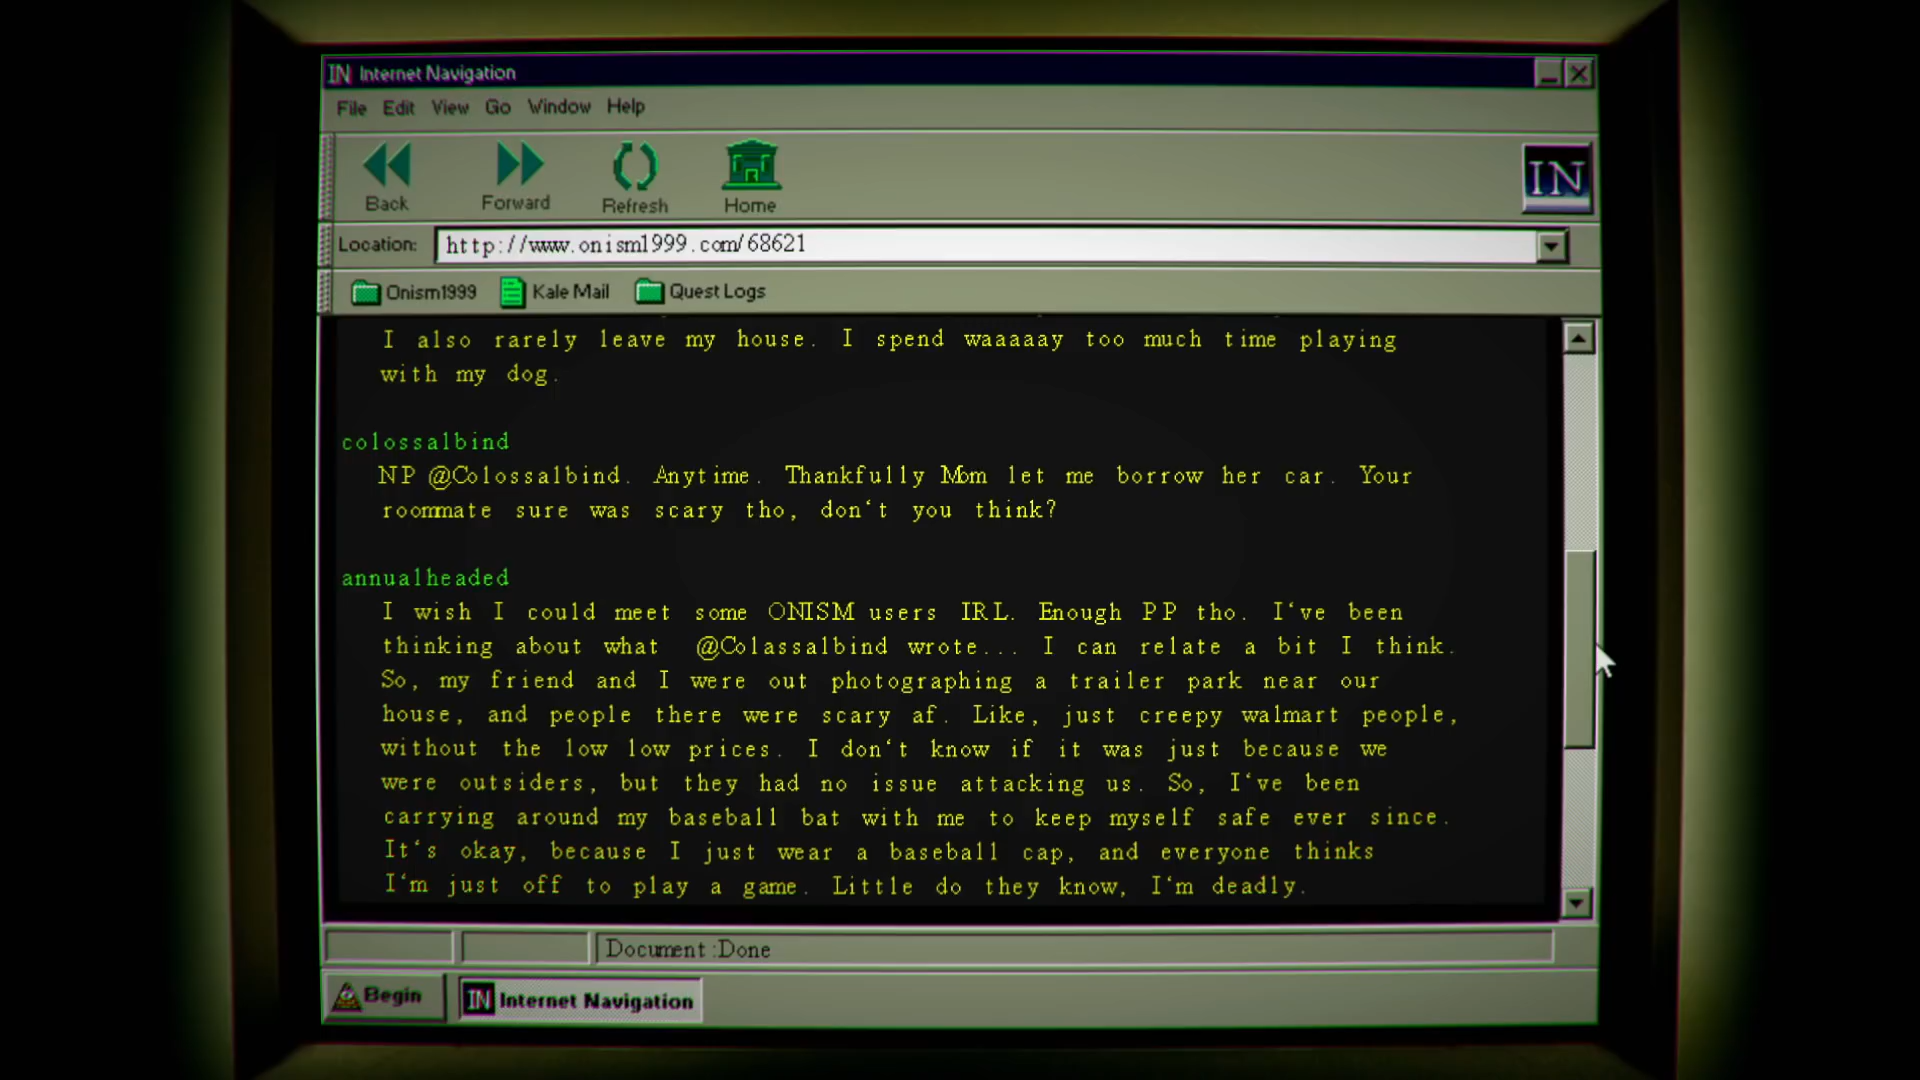 IN Internet Navigation
File Edit View Go Window Help
Back Forward Refresh Home
IN
Location: http://www.onism1999.com/68621
Onism1999 Kale Mail Quest Logs
I also rarely leave my house. I spend waaaaay too much time playing
with my dog.
colossalbind
NP @Colossalbind. Anytime. Thankfully Mom let me borrow her car. Your
roommate sure was scary tho, don't you think?
annualheaded
I wish I could meet some ONISM users IRL. Enough PP tho. I've been
thinking about what @Colassalbind wrote... I can relate a bit I think.
So, my friend and I were out photographing a trailer park near our
house, and people there were scary af. Like, just creepy walmart people,
without the low low prices. I don't know if it was just because we
were outsiders, but they had no issue attacking us. So, I've been
carrying around my baseball bat with me to keep myself safe ever since.
It's okay, because I just wear a baseball cap, and everyone thinks
I'm just off to play a game. Little do they know, I'm deadly.
Document :Done
Begin IN Internet Navigation